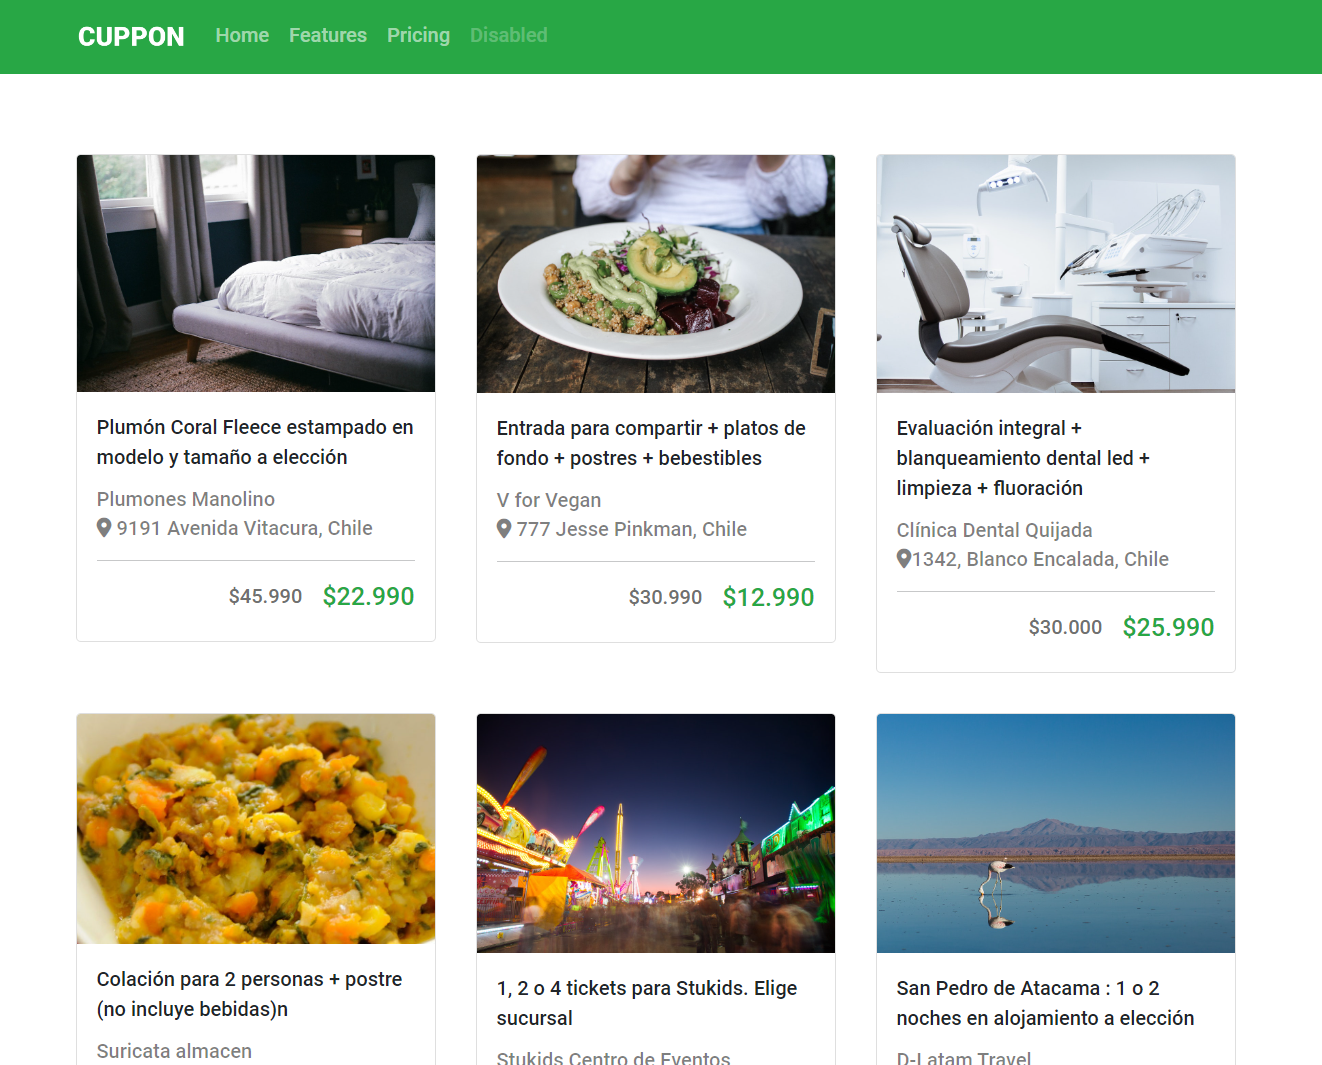 CUPPON Home Features Pricing Disabled
Plumón Coral Fleece estampado en
modelo y tamaño a elección
Plumones Manolino
9191 Avenida Vitacura, Chile
$45.990 $22.990
Entrada para compartir + platos de
fondo + postres + bebestibles
V for Vegan
777 Jesse Pinkman, Chile
$30.990 $12.990
Evaluación integral +
blanqueamiento dental led +
limpieza + fluoración
Clínica Dental Quijada
1342, Blanco Encalada, Chile
$30.000 $25.990
Colación para 2 personas + postre
(no incluye bebidas)n
Suricata almacen
1, 2 o 4 tickets para Stukids. Elige
sucursal
Stukids Centro de Eventos
San Pedro de Atacama : 1 o 2
noches en alojamiento a elección
D-Latam Travel